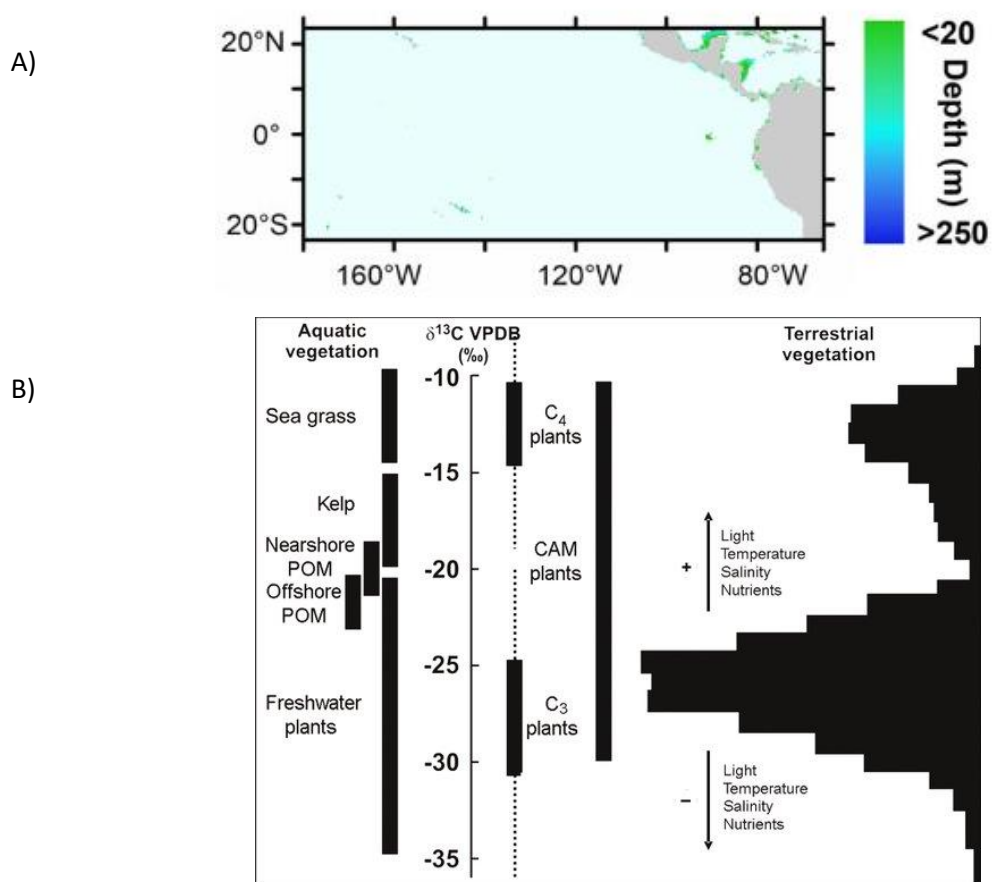 A)
20°N
0°
20°S
160°W
120°W
80°W
<20
Depth (m)
>250
B)
Aquatic
vegetation
δ¹³C VPDB
(‰)
Terrestrial
vegetation
-10
-15
-20
-25
-30
-35
Sea grass
Kelp
Nearshore
POM
Offshore
POM
Freshwater
plants
C₄
plants
CAM
plants
C₃
plants
+
Light
Temperature
Salinity
Nutrients
–
Light
Temperature
Salinity
Nutrients